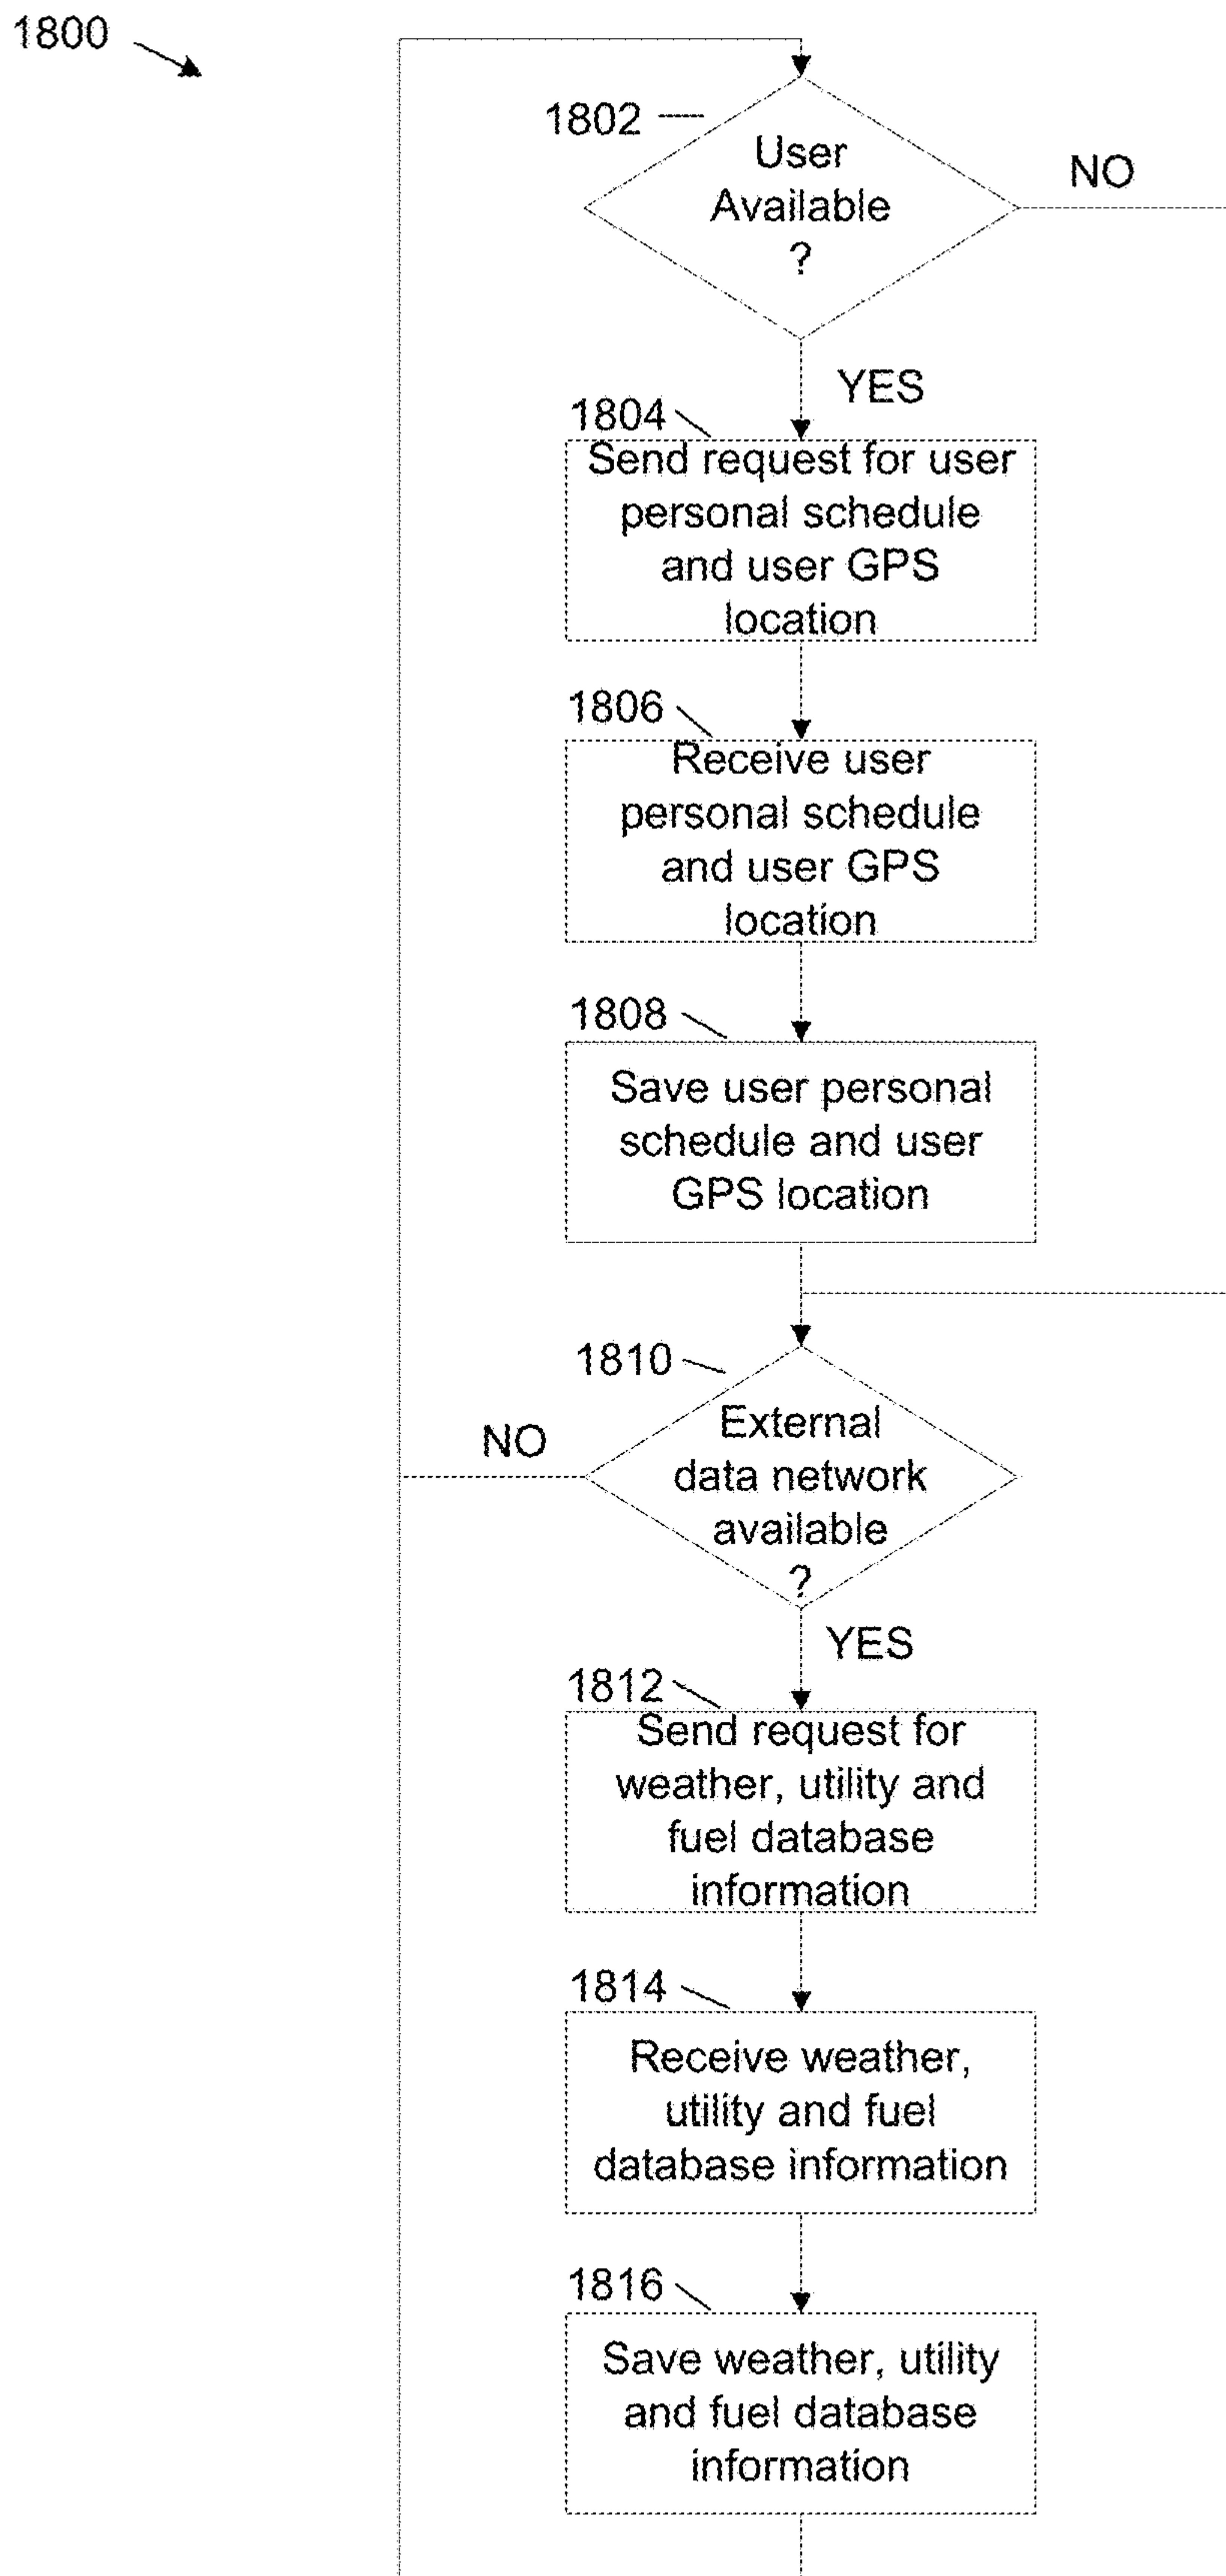 1800
1802
User
Available
?
NO
YES
1804
Send request for user
personal schedule
and user GPS
location
1806
Receive user
personal schedule
and user GPS
location
1808
Save user personal
schedule and user
GPS location
1810
External
data network
available
?
NO
YES
1812
Send request for
weather, utility and
fuel database
information
1814
Receive weather,
utility and fuel
database information
1816
Save weather, utility
and fuel database
information